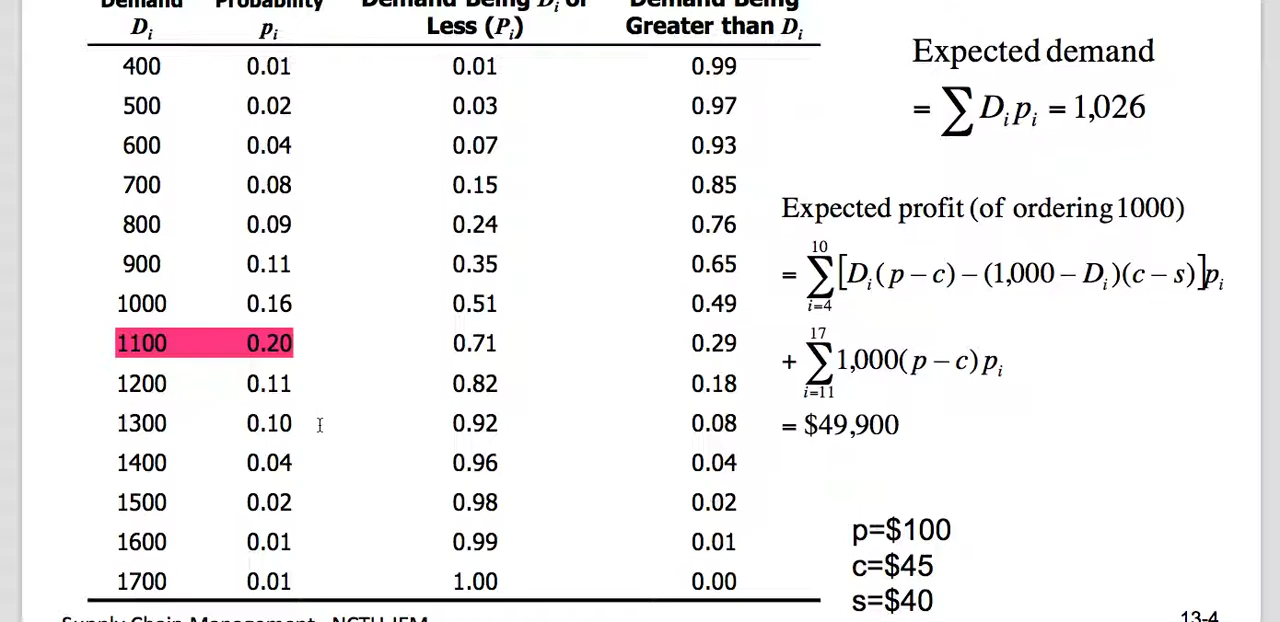 Demand Probability Demand Being Dᵢ or Demand Being
Dᵢ pᵢ Less (Pᵢ) Greater than Dᵢ
400 0.01 0.01 0.99
500 0.02 0.03 0.97
600 0.04 0.07 0.93
700 0.08 0.15 0.85
800 0.09 0.24 0.76
900 0.11 0.35 0.65
1000 0.16 0.51 0.49
1100 0.20 0.71 0.29
1200 0.11 0.82 0.18
1300 0.10 0.92 0.08
1400 0.04 0.96 0.04
1500 0.02 0.98 0.02
1600 0.01 0.99 0.01
1700 0.01 1.00 0.00
Expected demand
= ∑ Dᵢpᵢ = 1,026
Expected profit (of ordering 1000)
10
= ∑ [Dᵢ(p − c) − (1,000 − Dᵢ)(c − s)]pᵢ
i=4
17
+ ∑ 1,000(p − c)pᵢ
i=11
= $49,900
p=$100
c=$45
s=$40
Supply Chain Management, NCTU IEM
13-4